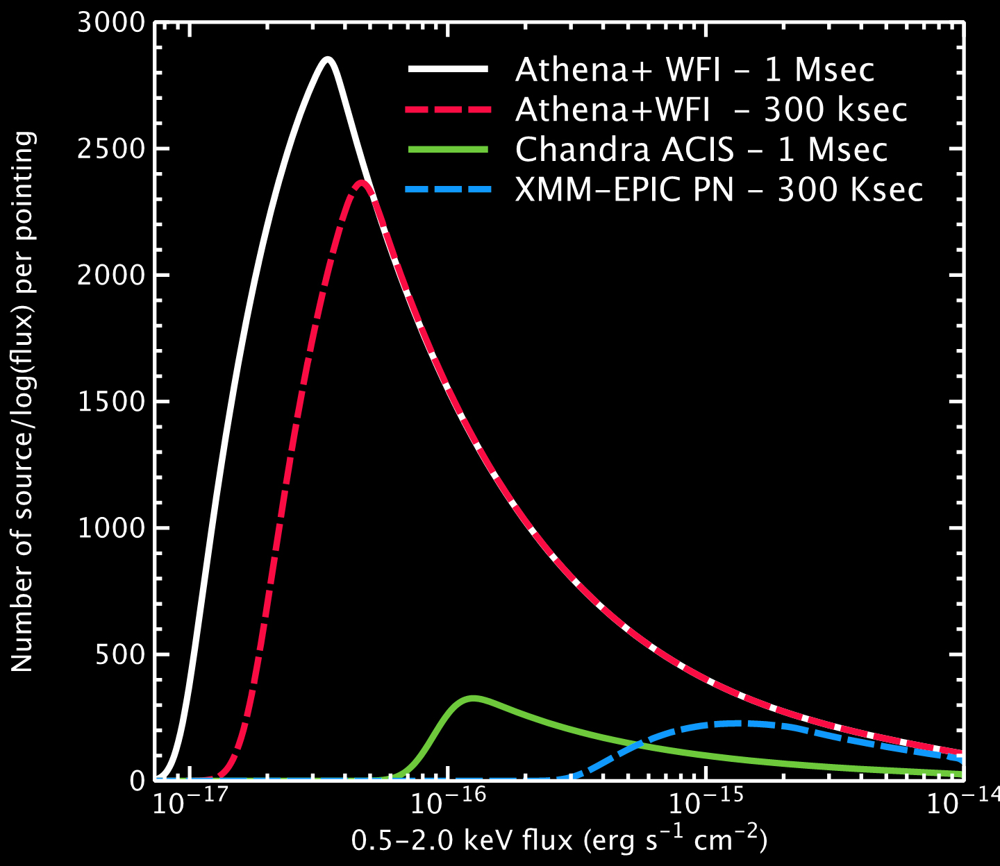 3000
2500
2000
1500
1000
500
0
Number of source/log(flux) per pointing
Athena+ WFI – 1 Msec
Athena+WFI – 300 ksec
Chandra ACIS – 1 Msec
XMM–EPIC PN – 300 Ksec
10⁻¹⁷ 10⁻¹⁶ 10⁻¹⁵ 10⁻¹⁴
0.5–2.0 keV flux (erg s⁻¹ cm⁻²)